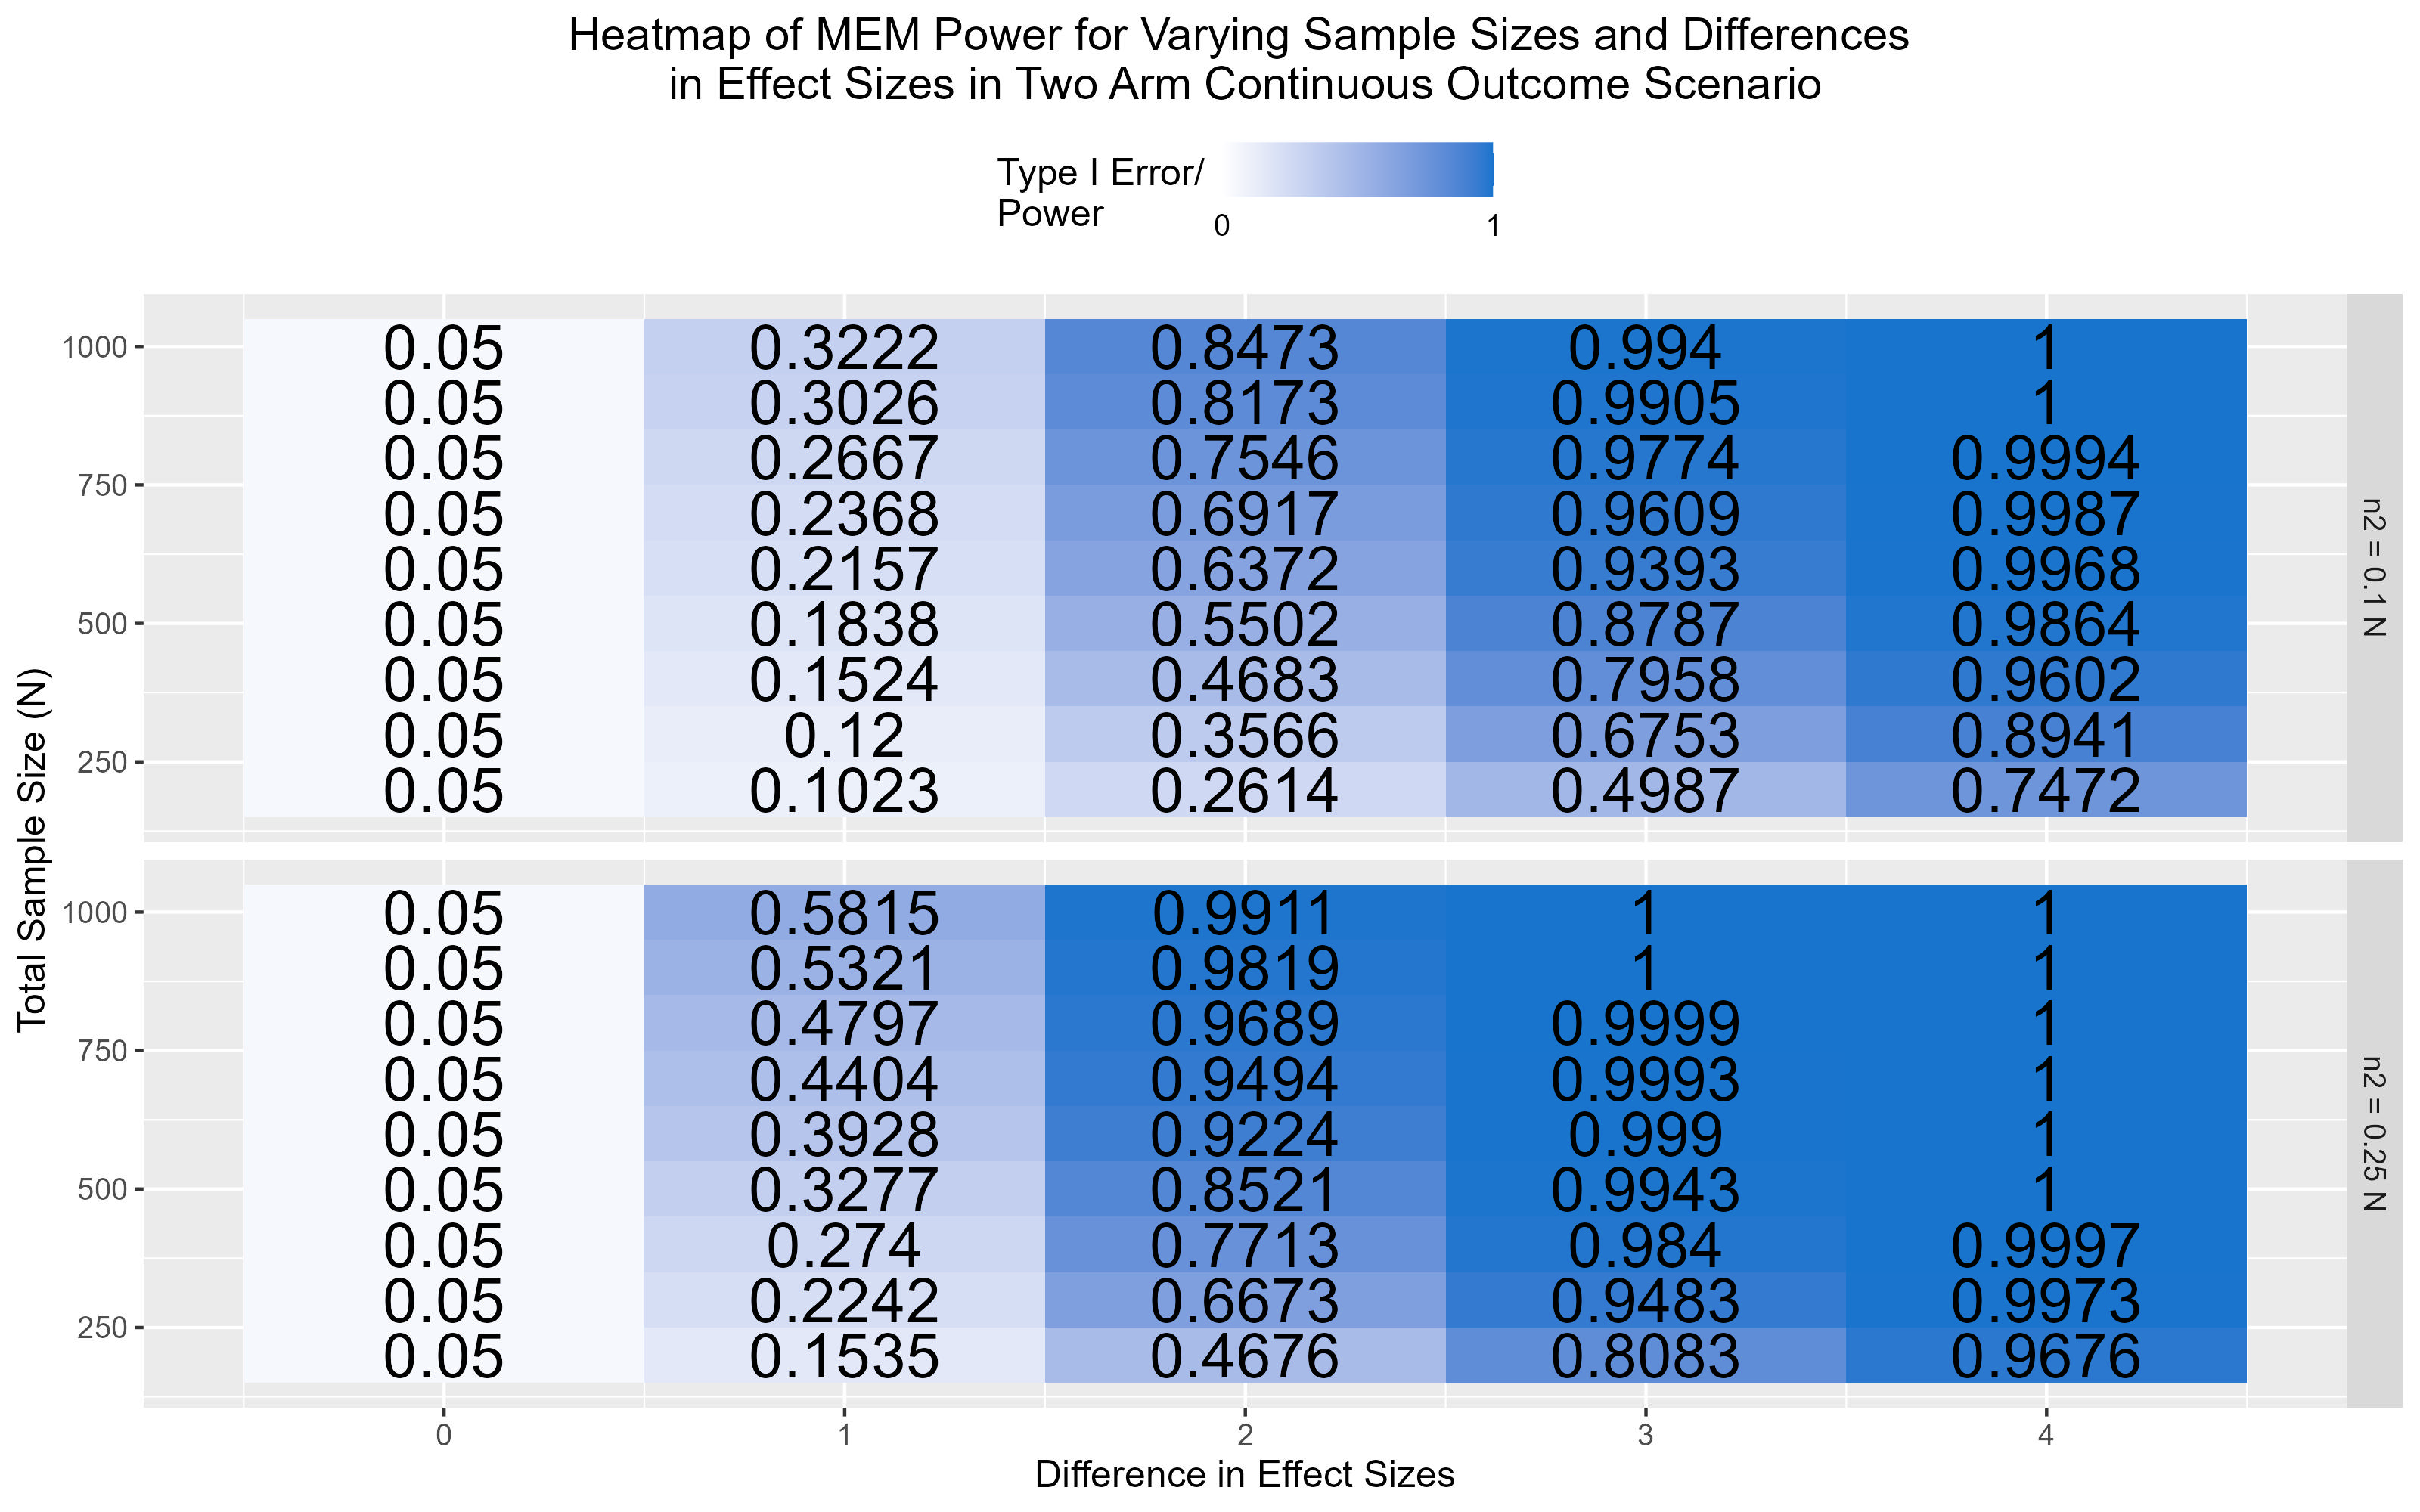 Heatmap of MEM Power for Varying Sample Sizes and Differences
in Effect Sizes in Two Arm Continuous Outcome Scenario
Type I Error/
Power
0 1
Total Sample Size (N)
1000
750
500
250
0.05 0.3222 0.8473 0.994 1
0.05 0.3026 0.8173 0.9905 1
0.05 0.2667 0.7546 0.9774 0.9994
0.05 0.2368 0.6917 0.9609 0.9987
0.05 0.2157 0.6372 0.9393 0.9968
0.05 0.1838 0.5502 0.8787 0.9864
0.05 0.1524 0.4683 0.7958 0.9602
0.05 0.12 0.3566 0.6753 0.8941
0.05 0.1023 0.2614 0.4987 0.7472
n2 = 0.1 N
1000
750
500
250
0.05 0.5815 0.9911 1 1
0.05 0.5321 0.9819 1 1
0.05 0.4797 0.9689 0.9999 1
0.05 0.4404 0.9494 0.9993 1
0.05 0.3928 0.9224 0.999 1
0.05 0.3277 0.8521 0.9943 1
0.05 0.274 0.7713 0.984 0.9997
0.05 0.2242 0.6673 0.9483 0.9973
0.05 0.1535 0.4676 0.8083 0.9676
n2 = 0.25 N
0 1 2 3 4
Difference in Effect Sizes